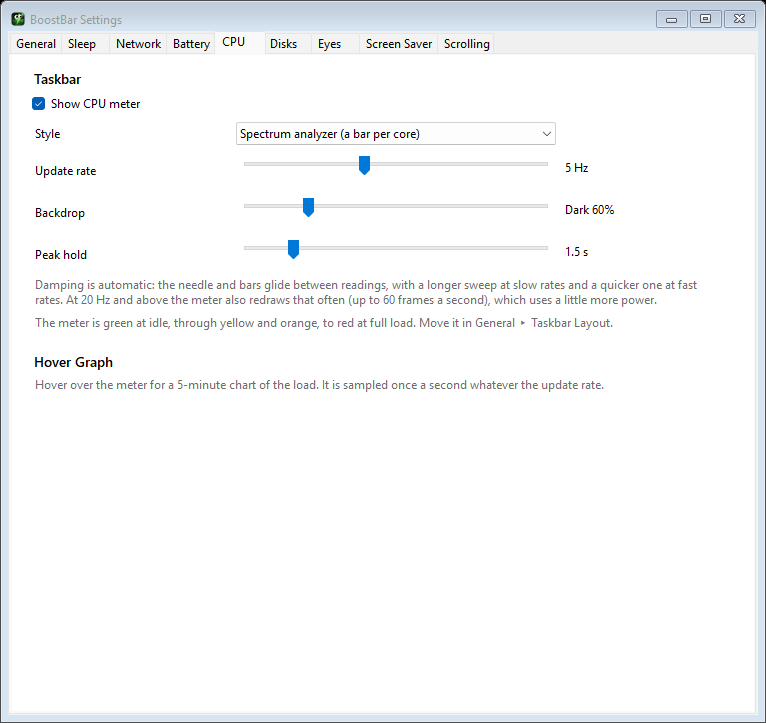 BoostBar Settings
General Sleep Network Battery CPU Disks Eyes Screen Saver Scrolling
Taskbar
Show CPU meter
Style Spectrum analyzer (a bar per core)
Update rate 5 Hz
Backdrop Dark 60%
Peak hold 1.5 s
Damping is automatic: the needle and bars glide between readings, with a longer sweep at slow rates and a quicker one at fast
rates. At 20 Hz and above the meter also redraws that often (up to 60 frames a second), which uses a little more power.
The meter is green at idle, through yellow and orange, to red at full load. Move it in General ‣ Taskbar Layout.
Hover Graph
Hover over the meter for a 5-minute chart of the load. It is sampled once a second whatever the update rate.